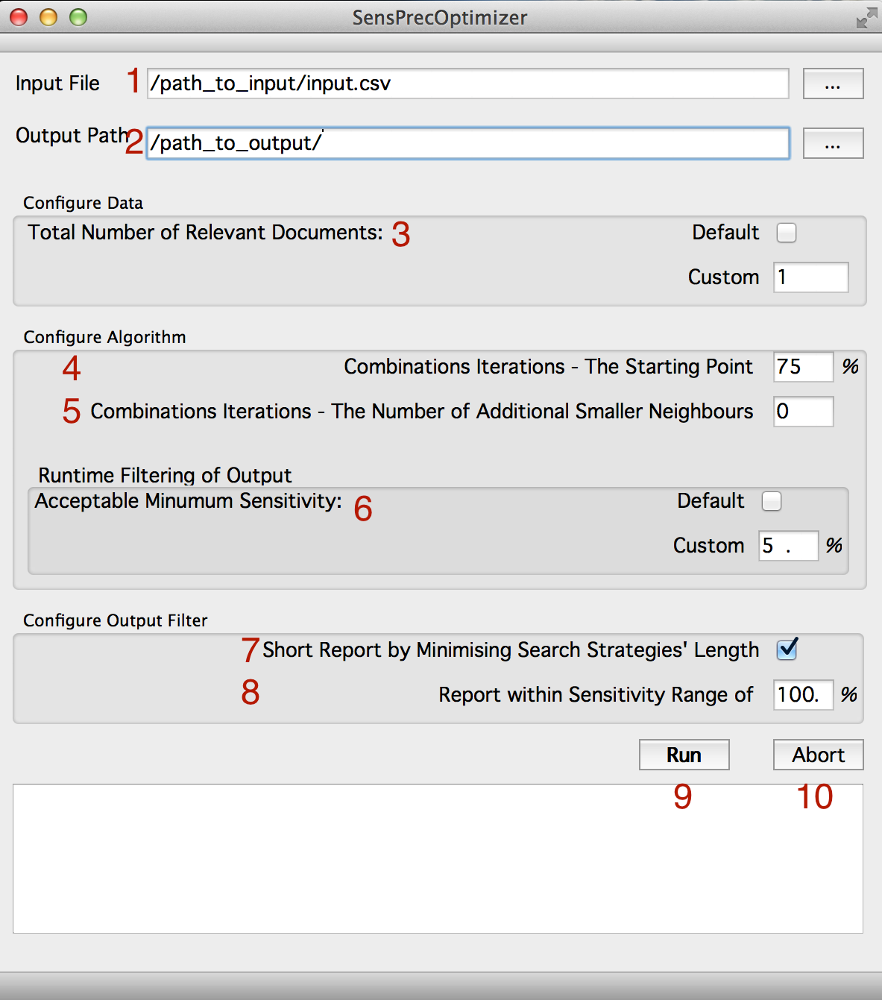 SensPrecOptimizer
Input File 1 /path_to_input/input.csv ...
Output Path 2 /path_to_output/ ...
Configure Data
Total Number of Relevant Documents: 3 Default
Custom 1
Configure Algorithm
4 Combinations Iterations - The Starting Point 75 %
5 Combinations Iterations - The Number of Additional Smaller Neighbours 0
Runtime Filtering of Output
Acceptable Minumum Sensitivity: 6 Default
Custom 5 . %
Configure Output Filter
7 Short Report by Minimising Search Strategies' Length
8 Report within Sensitivity Range of 100. %
Run Abort
9 10